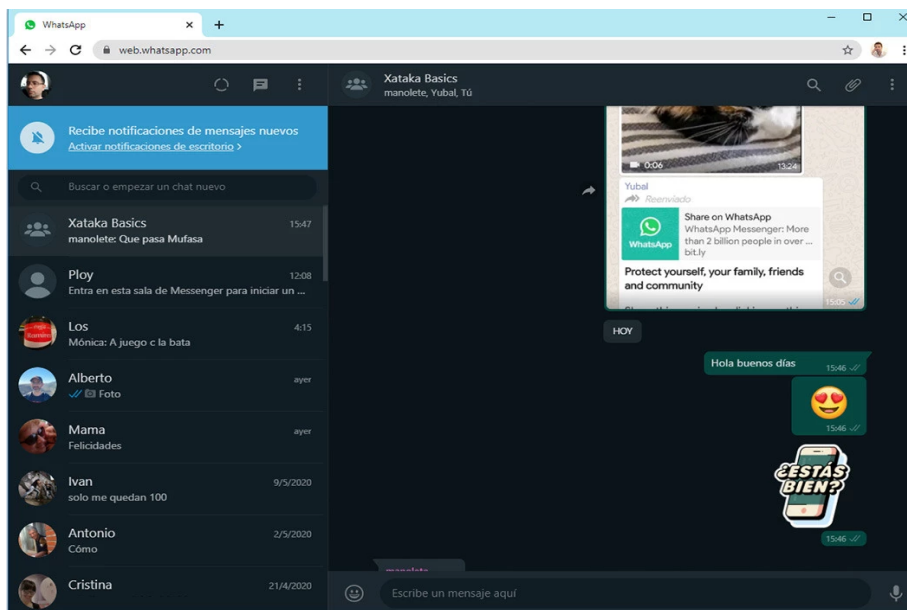 WhatsApp
web.whatsapp.com
Recibe notificaciones de mensajes nuevos
Activar notificaciones de escritorio >
Buscar o empezar un chat nuevo
Xataka Basics
15:47
manolete: Que pasa Mufasa
Ploy
12:08
Entra en esta sala de Messenger para iniciar un ...
Los
4:15
Mónica: A juego c la bata
Alberto
ayer
Foto
Mama
ayer
Felicidades
Ivan
9/5/2020
solo me quedan 100
Antonio
2/5/2020
Cómo
Cristina
21/4/2020
Xataka Basics
manolete, Yubal, Tú
0:06
13:24
Yubal
Reenviado
WhatsApp
Share on WhatsApp
WhatsApp Messenger: More
than 2 billion people in over ...
bit.ly
Protect yourself, your family, friends
and community
15:05
HOY
Hola buenos días
15:46
15:46
¿ESTÁS
BIEN?
15:46
manolete
Escribe un mensaje aquí